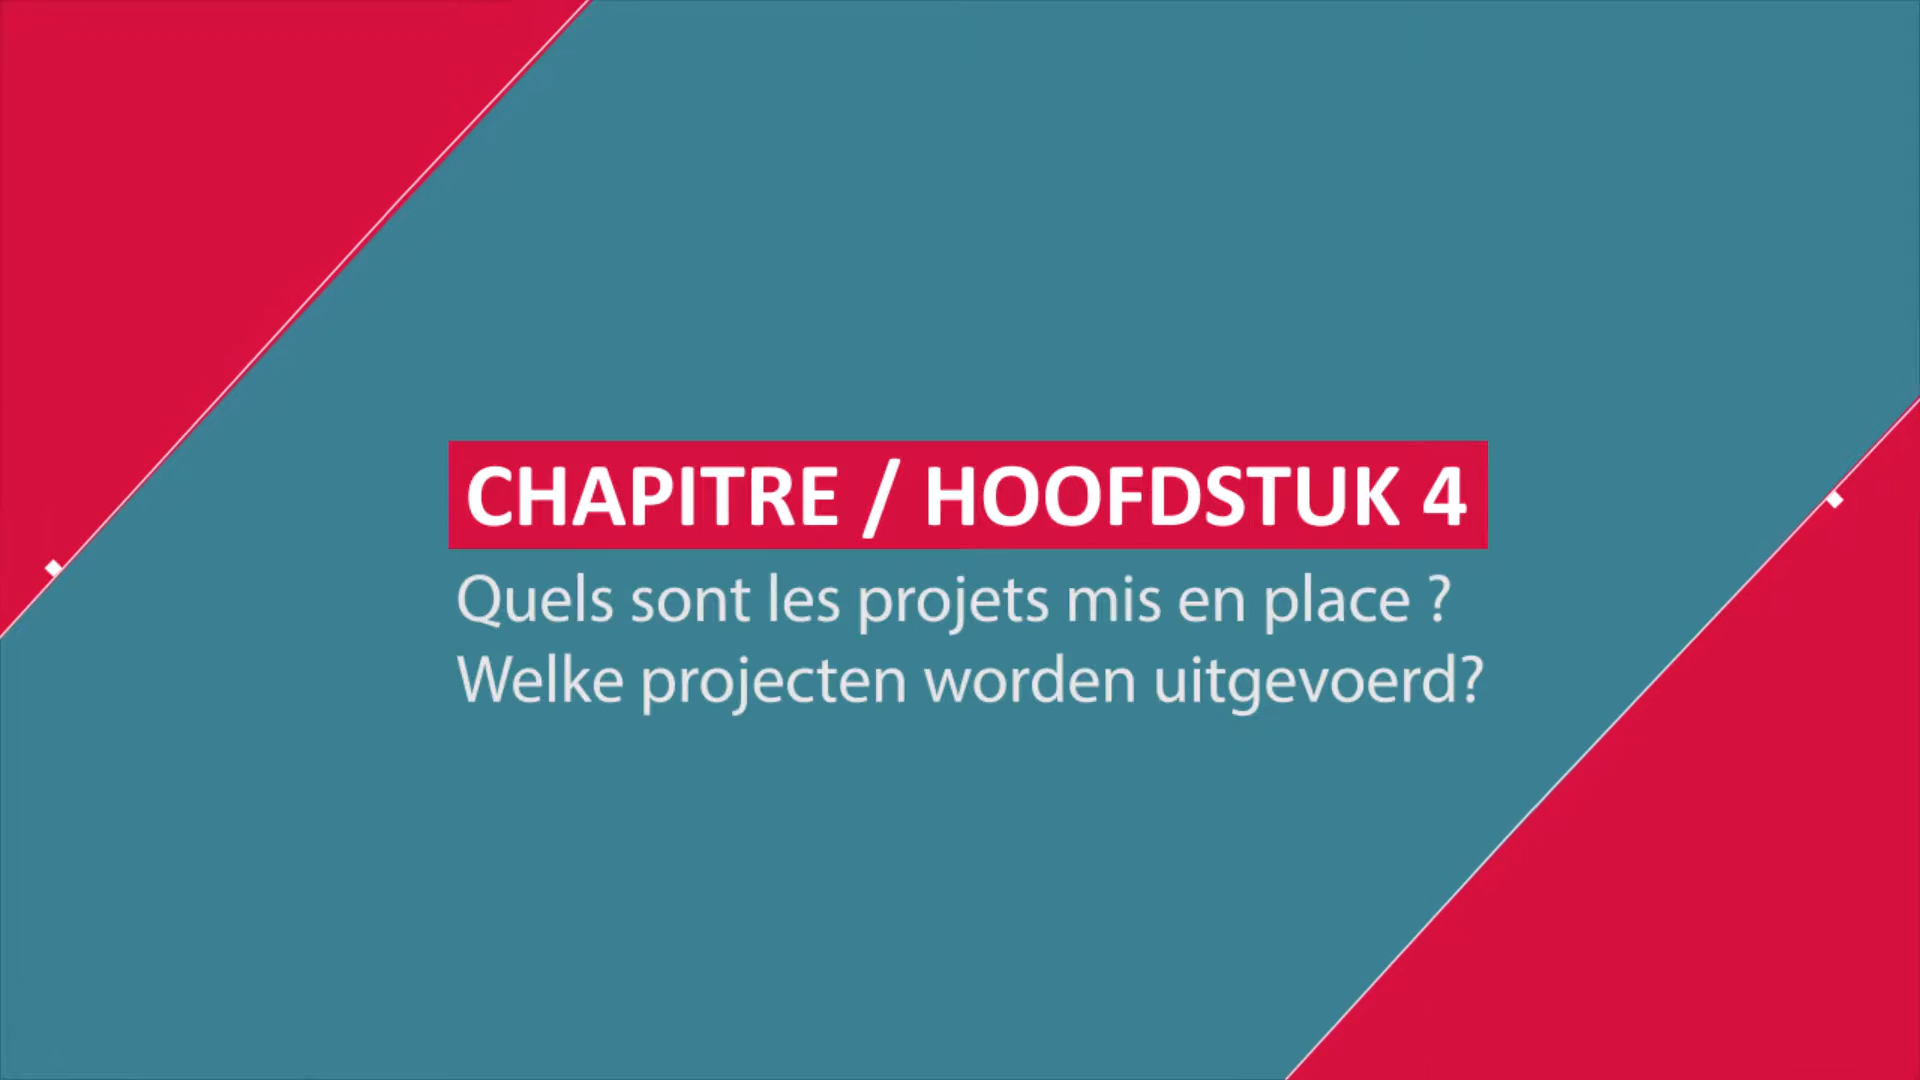 CHAPITRE / HOOFDSTUK 4
Quels sont les projets mis en place ?
Welke projecten worden uitgevoerd?